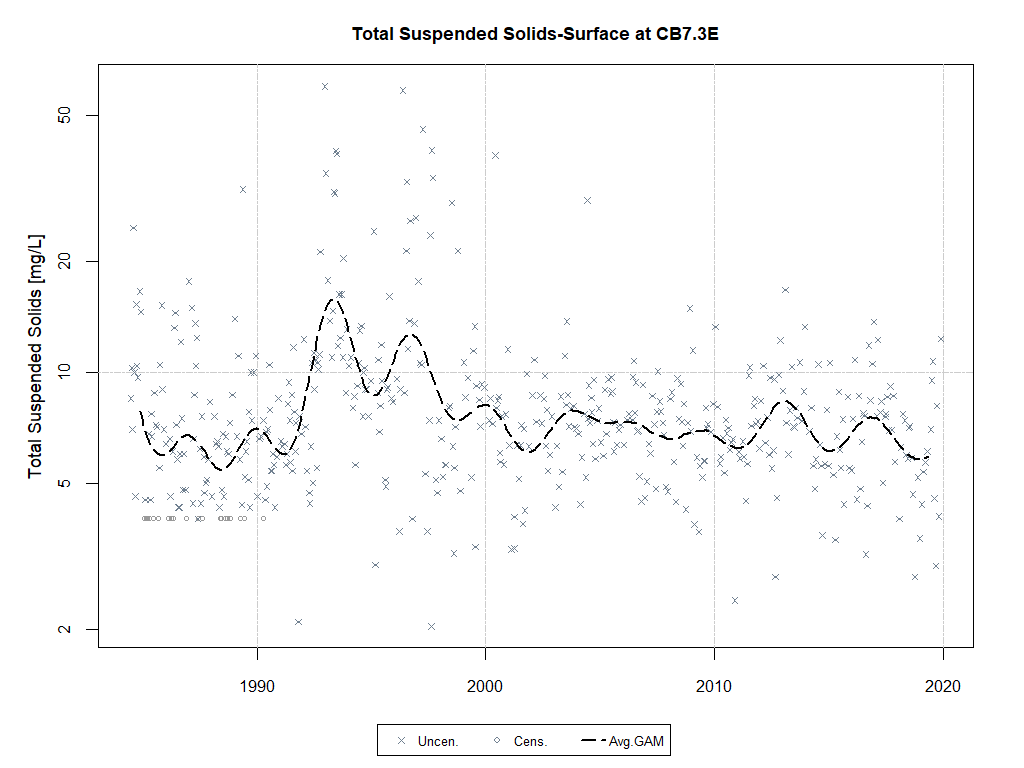 Total Suspended Solids-Surface at CB7.3E
Total Suspended Solids [mg/L]
50
20
10
5
2
1990
2000
2010
2020
Uncen.
Cens.
Avg.GAM